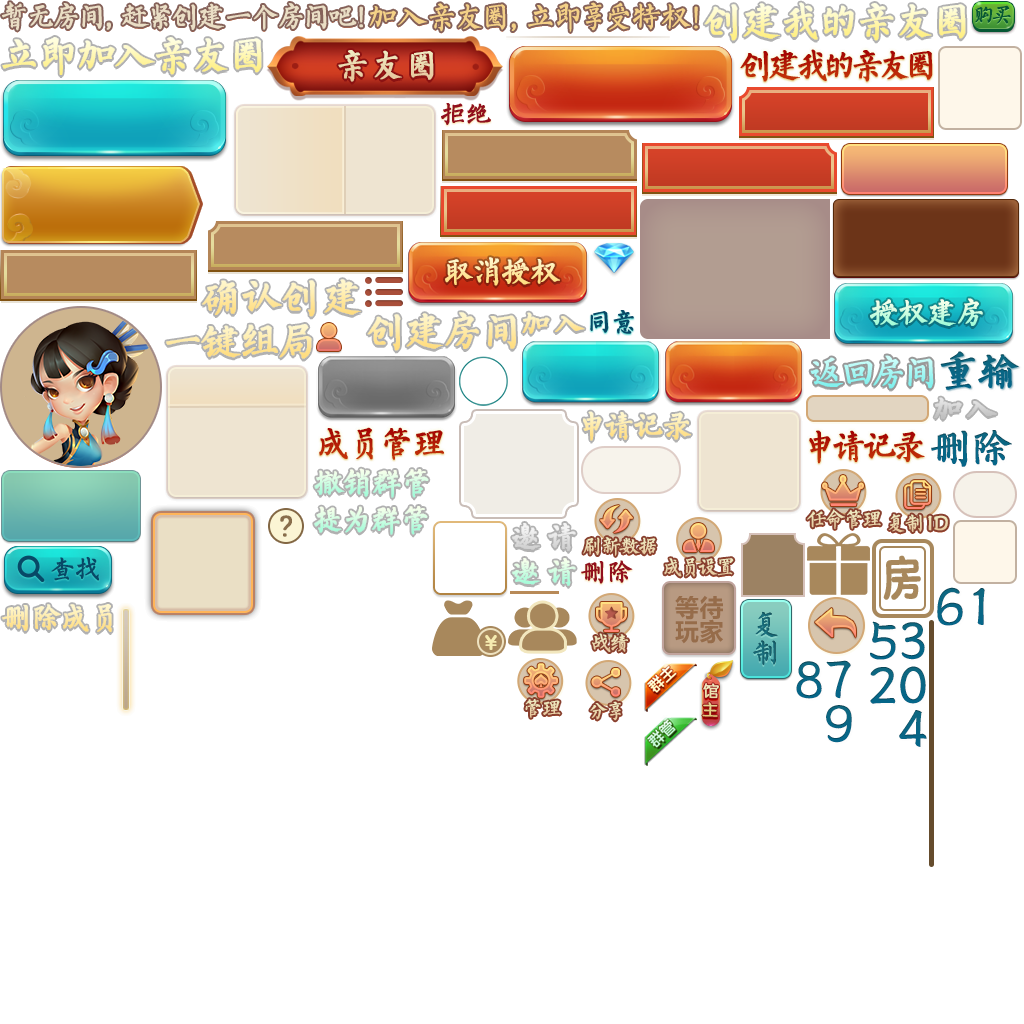 暂无房间, 赶紧创建一个房间吧!
加入亲友圈, 立即享受特权!
创建我的亲友圈
购买
立即加入亲友圈
亲友圈
创建我的亲友圈
拒绝
取消授权
确认创建
授权建房
一键组局
创建房间
加入
同意
返回房间
重输
加入
申请记录
成员管理
申请记录
删除
撤销群管
提为群管
任命管理
复制ID
?
邀请
刷新数据
成员设置
查找
邀请
删除
房
删除成员
¥
战绩
等待
玩家
复制
61
53
87
20
管理
分享
群主
馆主
9
4
群管